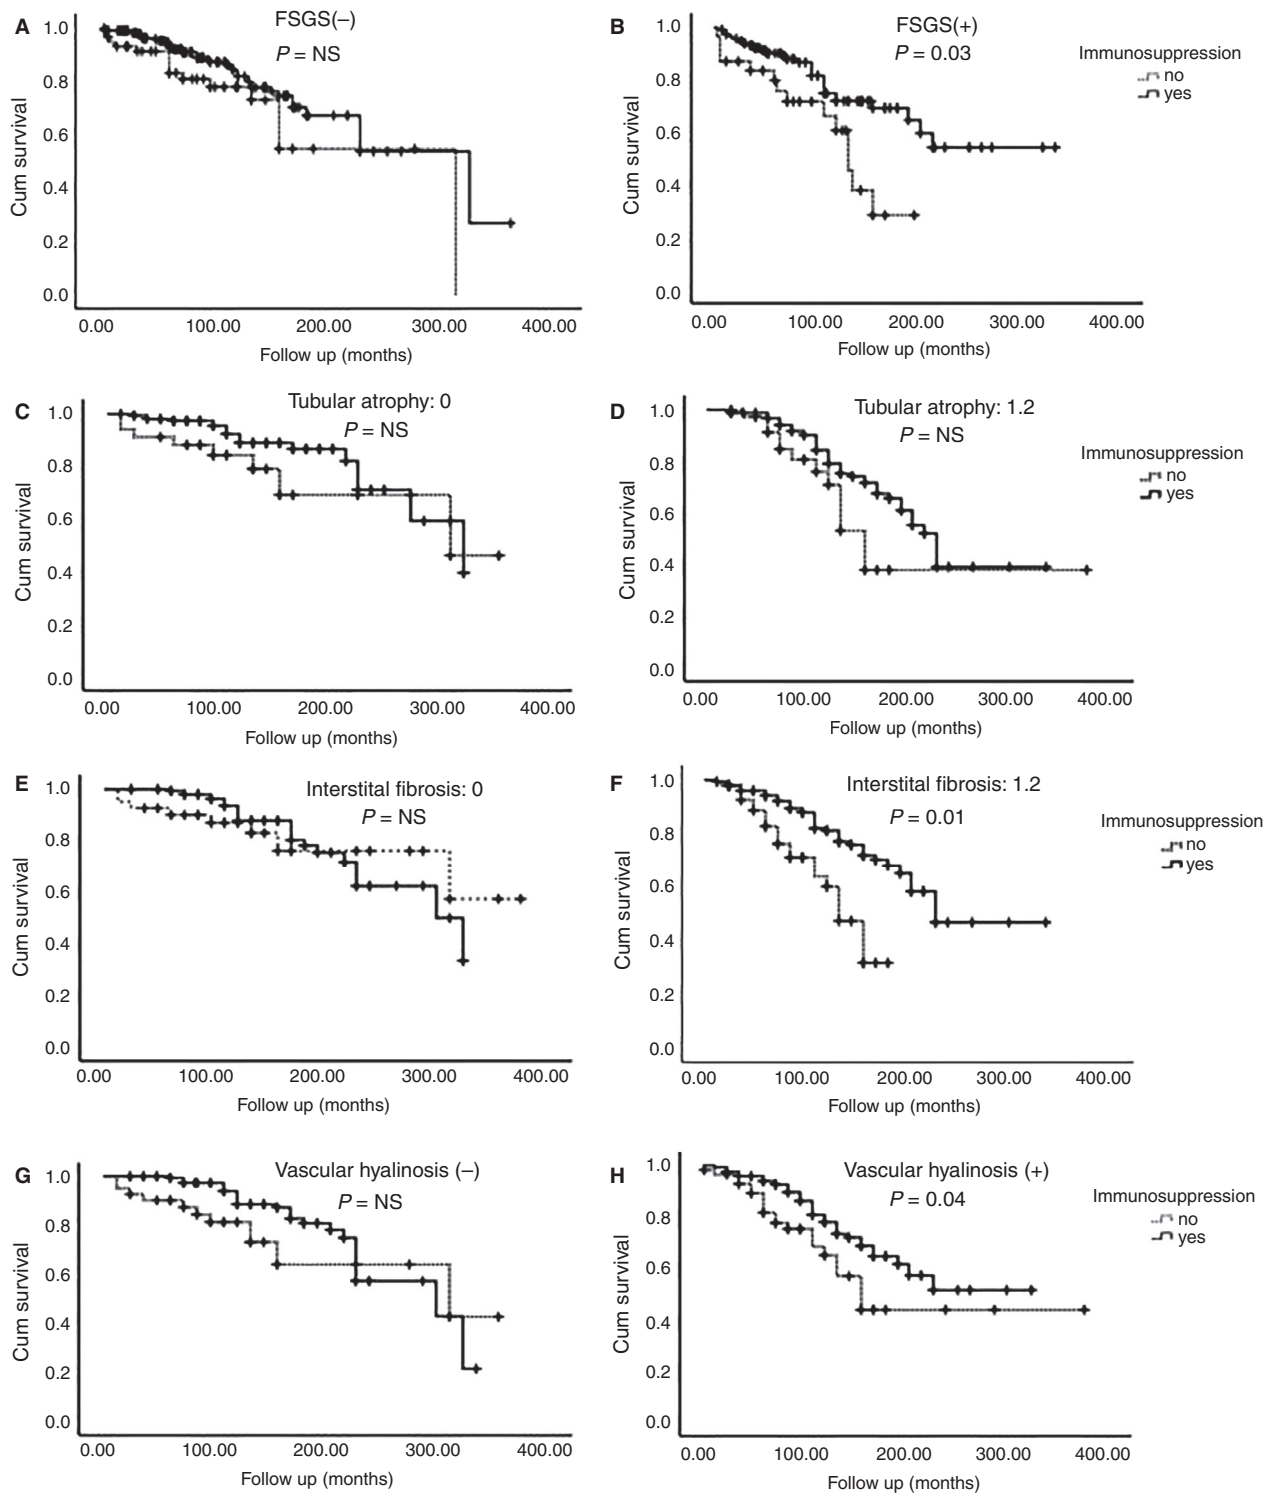 A
FSGS(–)
P = NS
1.0
0.8
0.6
0.4
0.2
0.0
Cum survival
0.00 100.00 200.00 300.00 400.00
Follow up (months)
B
FSGS(+)
P = 0.03
Immunosuppression
no
yes
1.0
0.8
0.6
0.4
0.2
0.0
Cum survival
0.00 100.00 200.00 300.00 400.00
Follow up (months)
C
Tubular atrophy: 0
P = NS
1.0
0.8
0.6
0.4
0.2
0.0
Cum survival
0.00 100.00 200.00 300.00 400.00
Follow up (months)
D
Tubular atrophy: 1.2
P = NS
Immunosuppression
no
yes
1.0
0.8
0.6
0.4
0.2
0.0
Cum survival
0.00 100.00 200.00 300.00 400.00
Follow up (months)
E
Interstital fibrosis: 0
P = NS
1.0
0.8
0.6
0.4
0.2
0.0
Cum survival
0.00 100.00 200.00 300.00 400.00
Follow up (months)
F
Interstital fibrosis: 1.2
P = 0.01
Immunosuppression
no
yes
1.0
0.8
0.6
0.4
0.2
0.0
Cum survival
0.00 100.00 200.00 300.00 400.00
Follow up (months)
G
Vascular hyalinosis (–)
P = NS
1.0
0.8
0.6
0.4
0.2
0.0
Cum survival
0.00 100.00 200.00 300.00 400.00
Follow up (months)
H
Vascular hyalinosis (+)
P = 0.04
Immunosuppression
no
yes
1.0
0.8
0.6
0.4
0.2
0.0
Cum survival
0.00 100.00 200.00 300.00 400.00
Follow up (months)